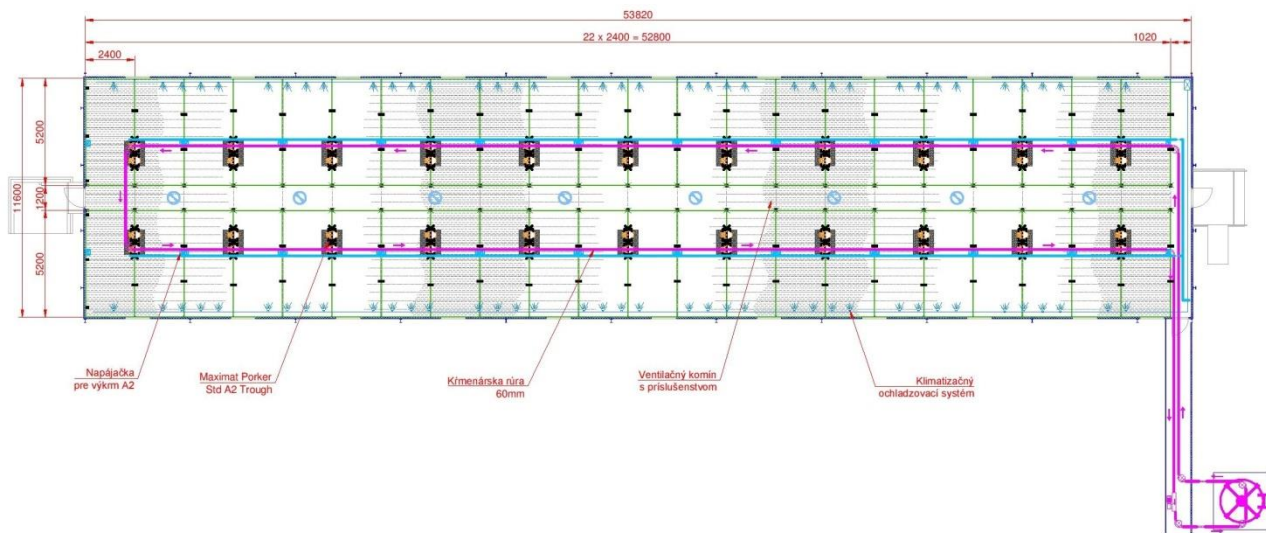 53820
22 x 2400 = 52800
1020
2400
5200
11600
1200
5200
Napájačka
pre výkrm A2
Maximat Porker
Std A2 Trough
Kŕmenárska rúra
60mm
Ventilačný komín
s príslušenstvom
Klimatizačný
ochladzovací systém